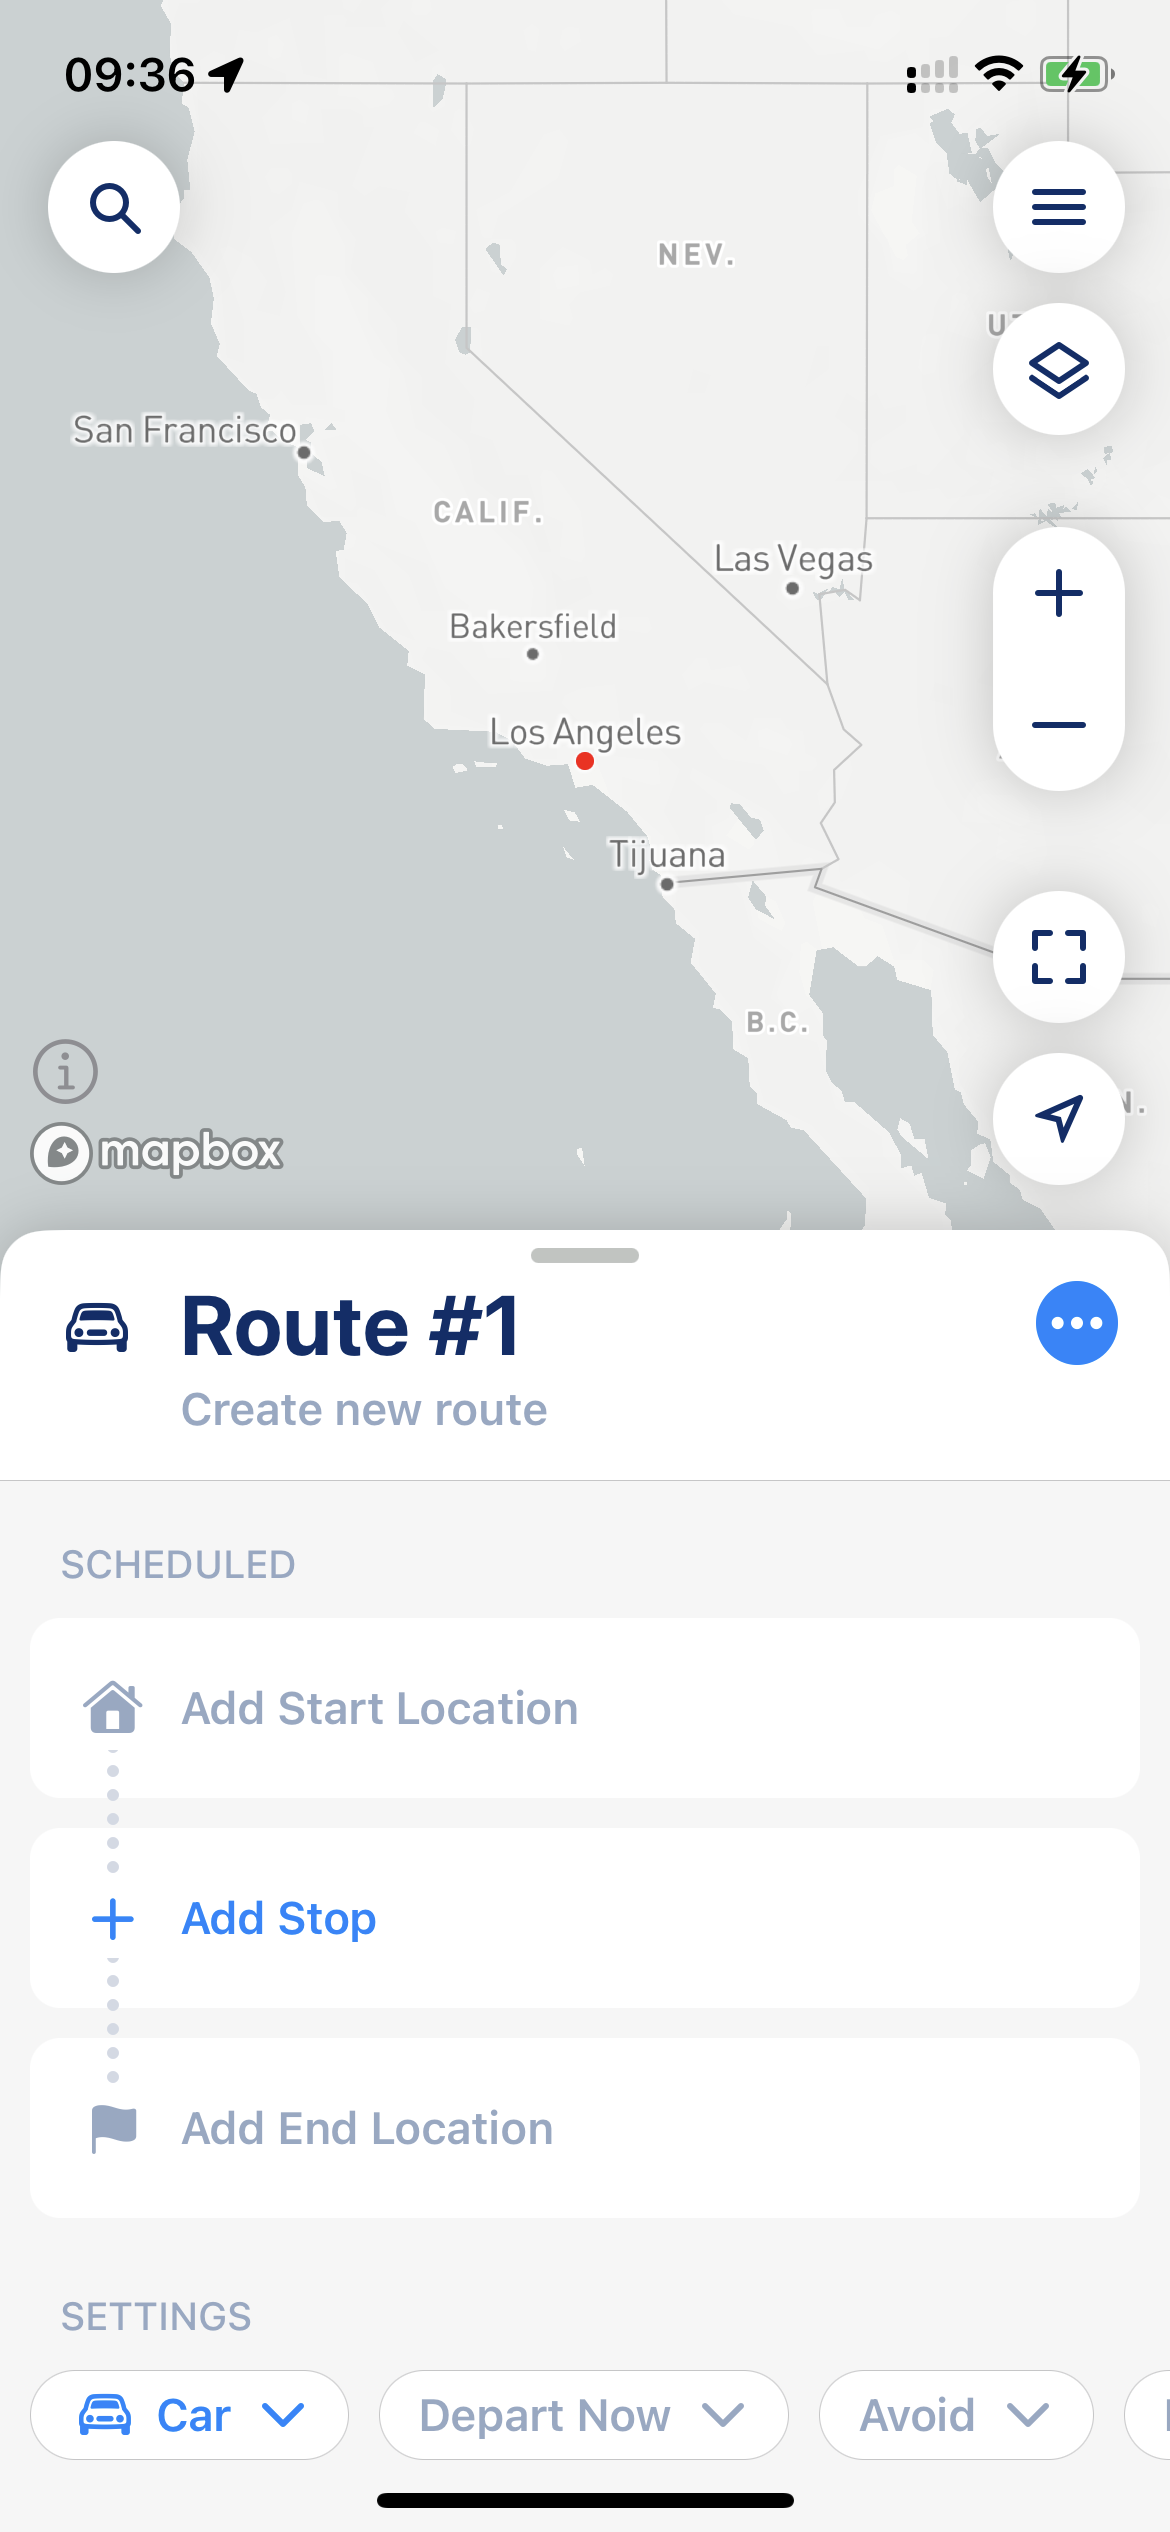 09:36
NEV.
San Francisco
CALIF.
Las Vegas
Bakersfield
Los Angeles
Tijuana
B.C.
mapbox
Route #1
Create new route
SCHEDULED
Add Start Location
Add Stop
Add End Location
SETTINGS
Car
Depart Now
Avoid